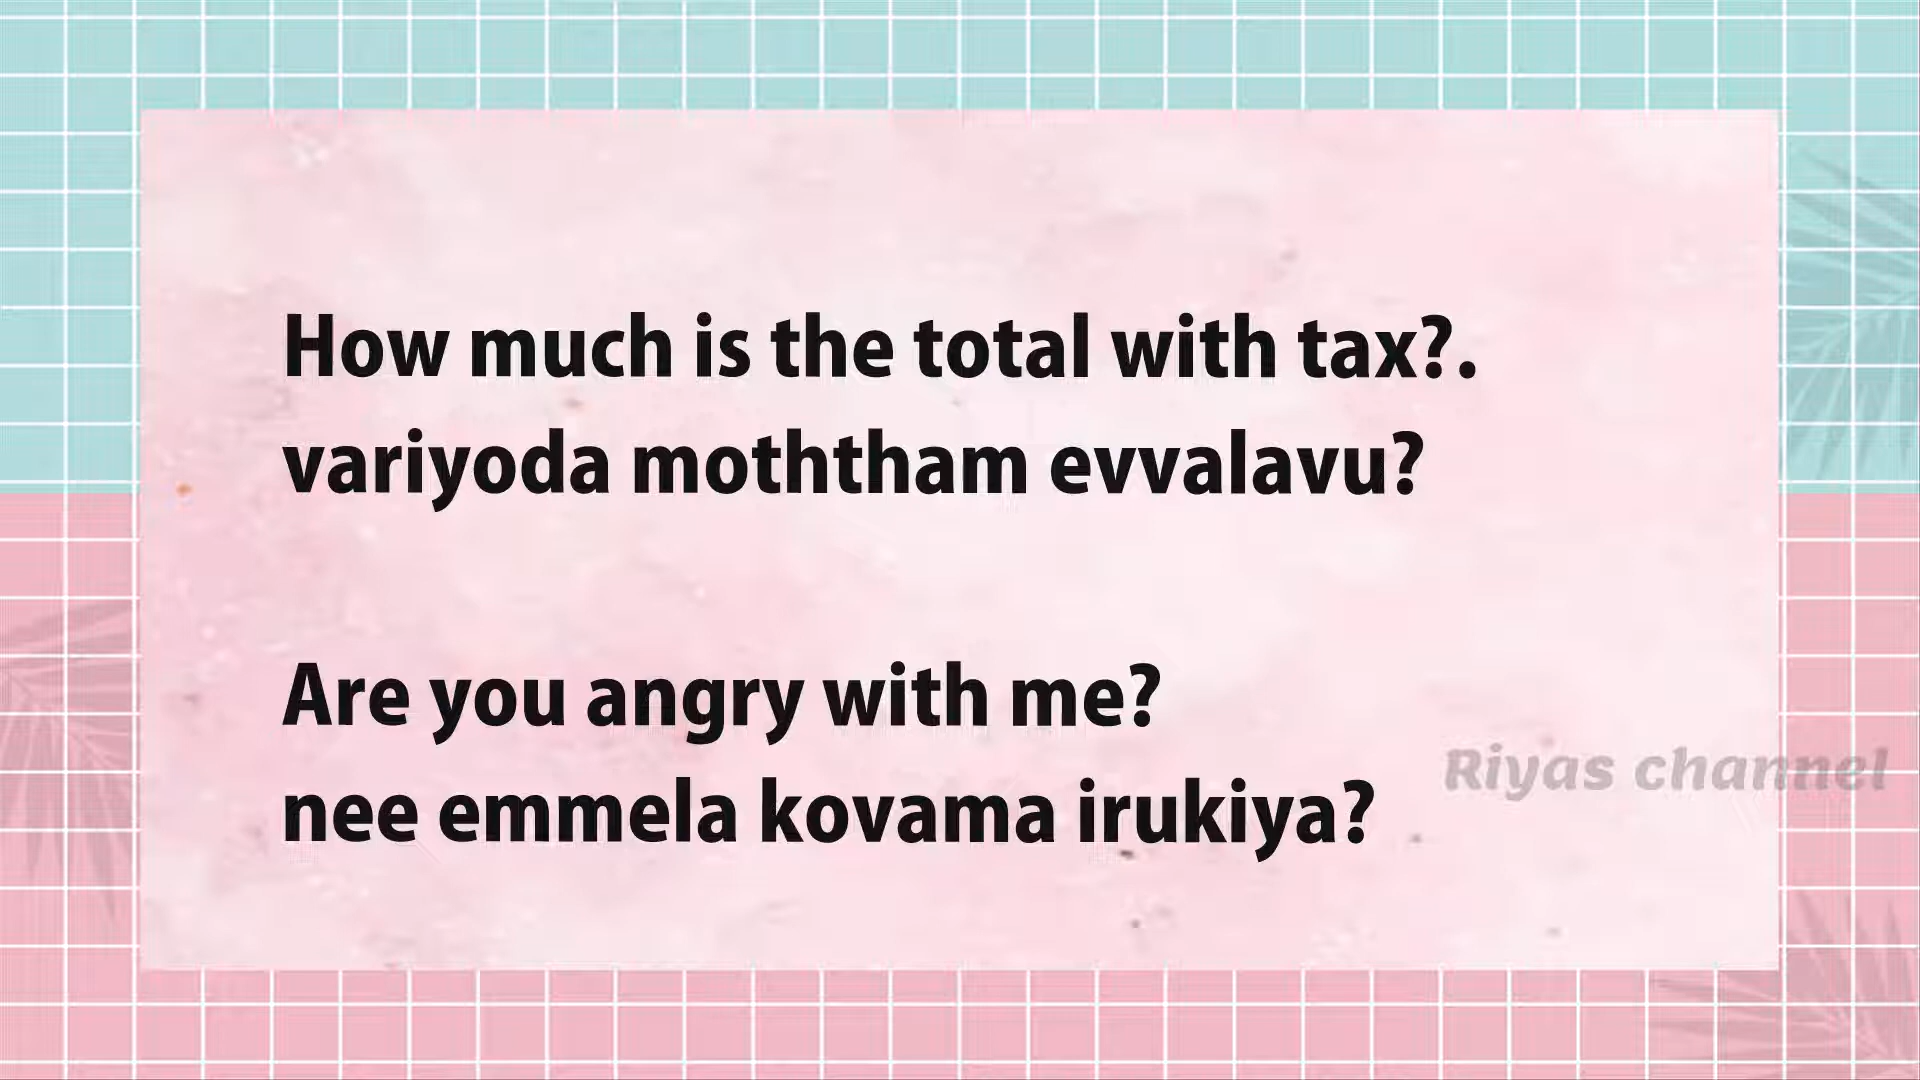 How much is the total with tax?.
variyoda moththam evvalavu?
Are you angry with me?
nee emmela kovama irukiya?
Riyas channel